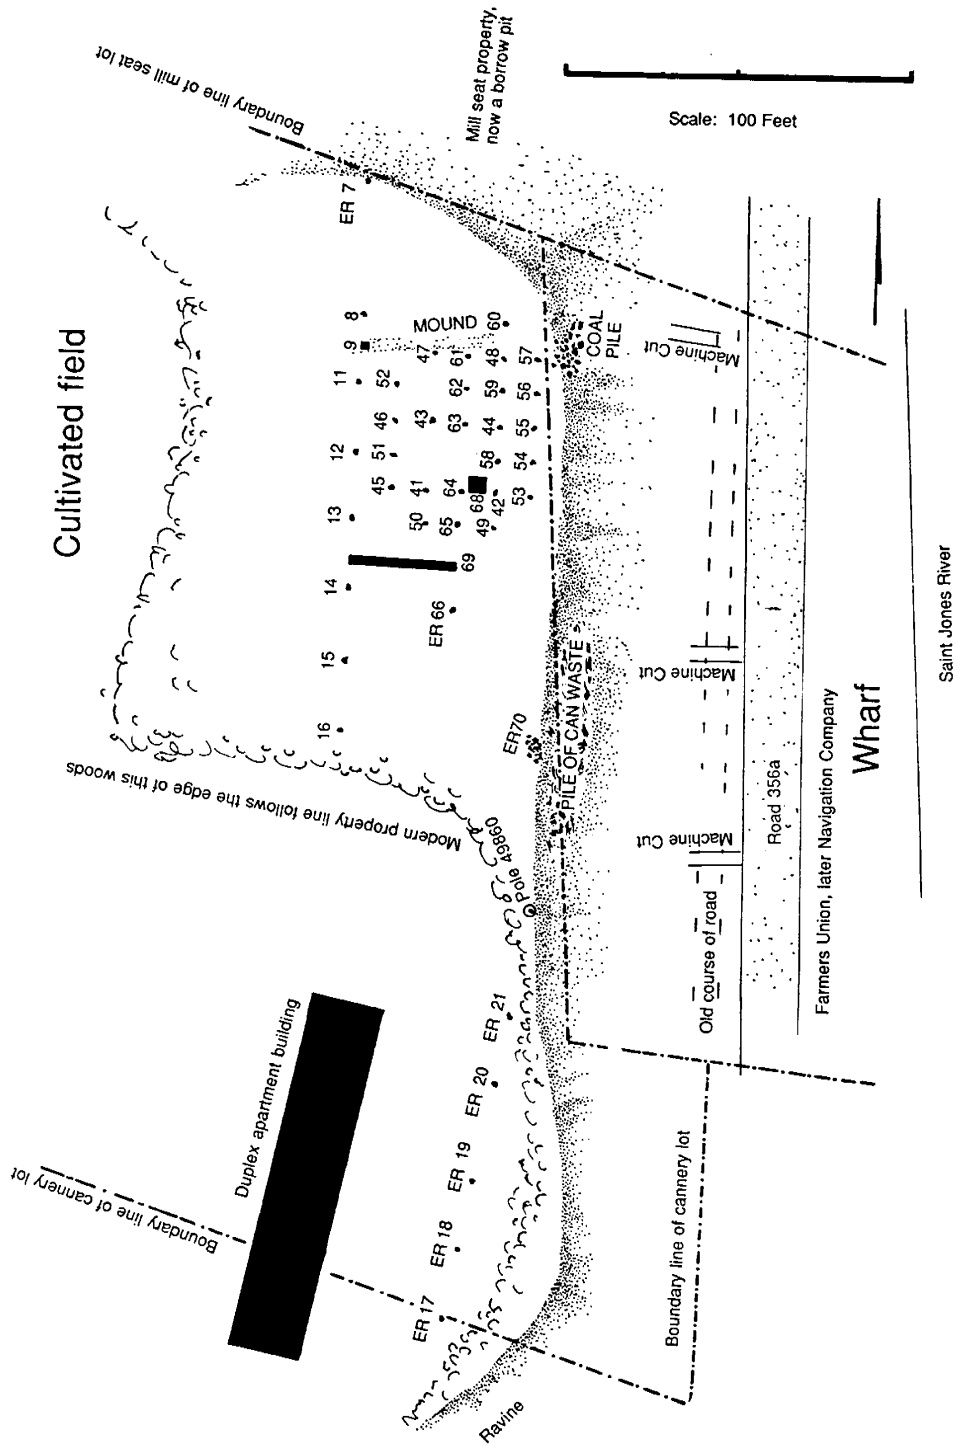 Boundary line of mill seat lot
Mill seat property,
now a borrow pit
Scale: 100 Feet
Cultivated field
ER 7
8
9
MOUND
60
11
52
47
61
48
57
COAL
PILE
Machine Cut
62
59
56
46
43
63
44
55
12
51
58
54
45
41
64
68
42
53
13
50
65
49
69
14
ER 66
15
16
ER70
PILE OF CAN WASTE
Machine Cut
Modern property line follows the edge of this woods
Pole 49860
Machine Cut
Old course of road
Road 356a
Farmers Union, later Navigation Company
Wharf
Saint Jones River
Duplex apartment building
Boundary line of cannery lot
ER 21
ER 20
ER 19
ER 18
ER 17
Boundary line of cannery lot
Ravine